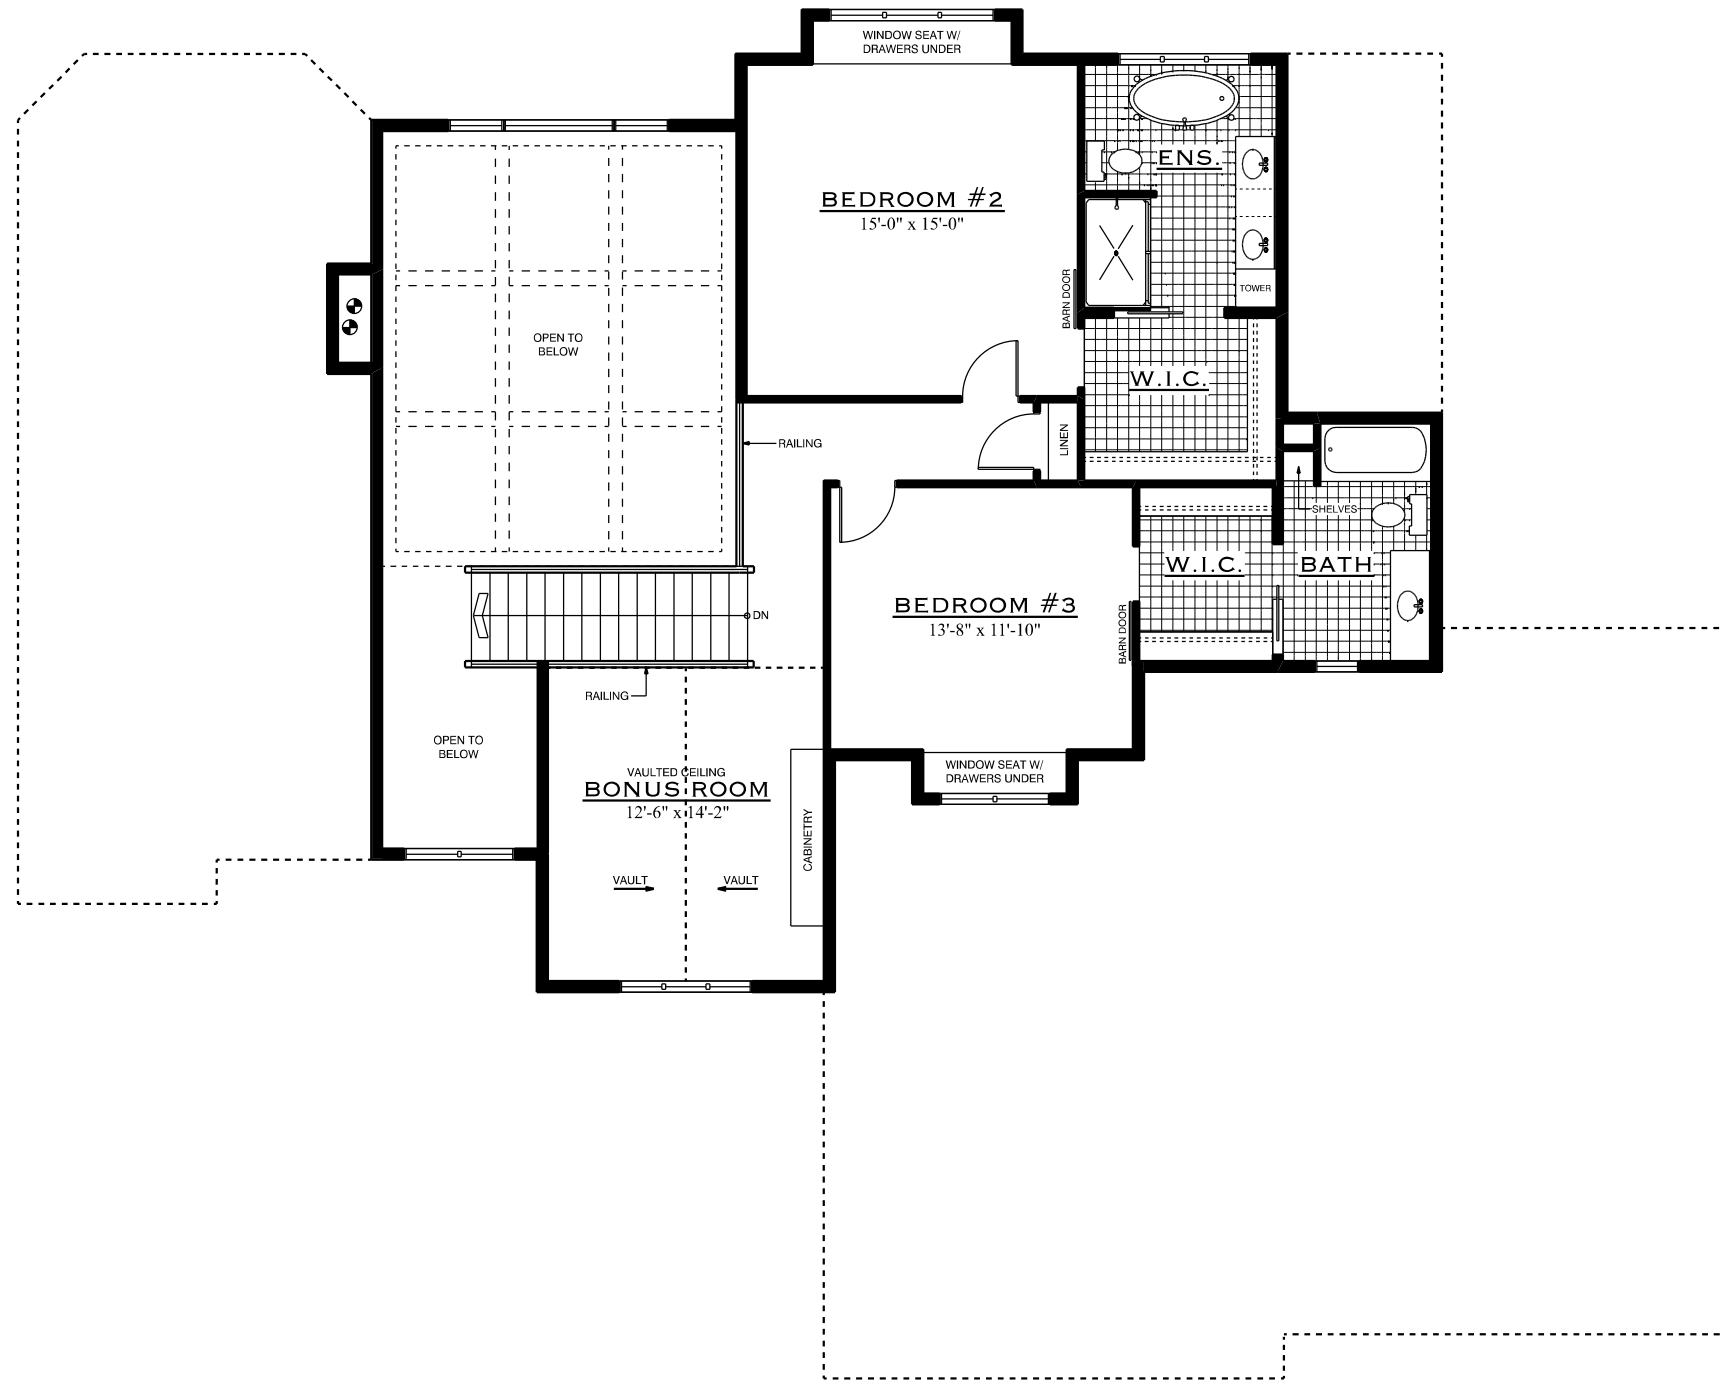 WINDOW SEAT W/
DRAWERS UNDER
ENS.
BEDROOM #2
15'-0" x 15'-0"
TOWER
BARN DOOR
OPEN TO
BELOW
W.I.C.
RAILING
LINEN
SHELVES
W.I.C.
BATH
BEDROOM #3
13'-8" x 11'-10"
DN
BARN DOOR
RAILING
OPEN TO
BELOW
WINDOW SEAT W/
DRAWERS UNDER
VAULTED CEILING
BONUS ROOM
12'-6" x 14'-2"
CABINETRY
VAULT
VAULT